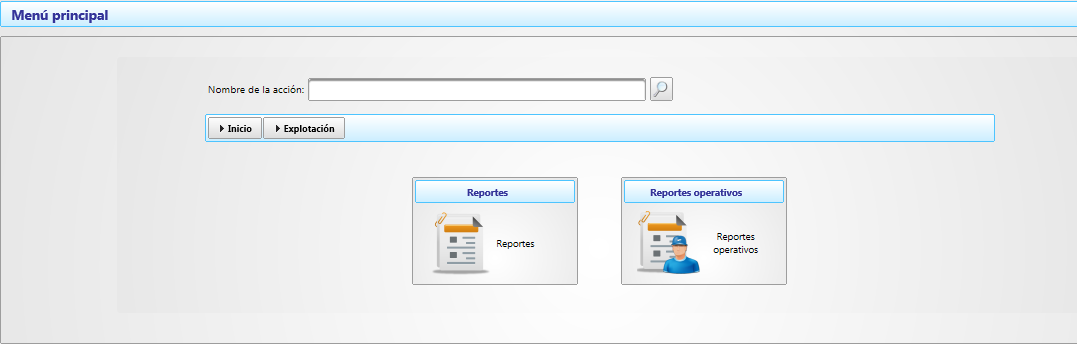 Menú principal
Nombre de la acción:
Inicio Explotación
Reportes Reportes operativos
Reportes
Reportes
operativos